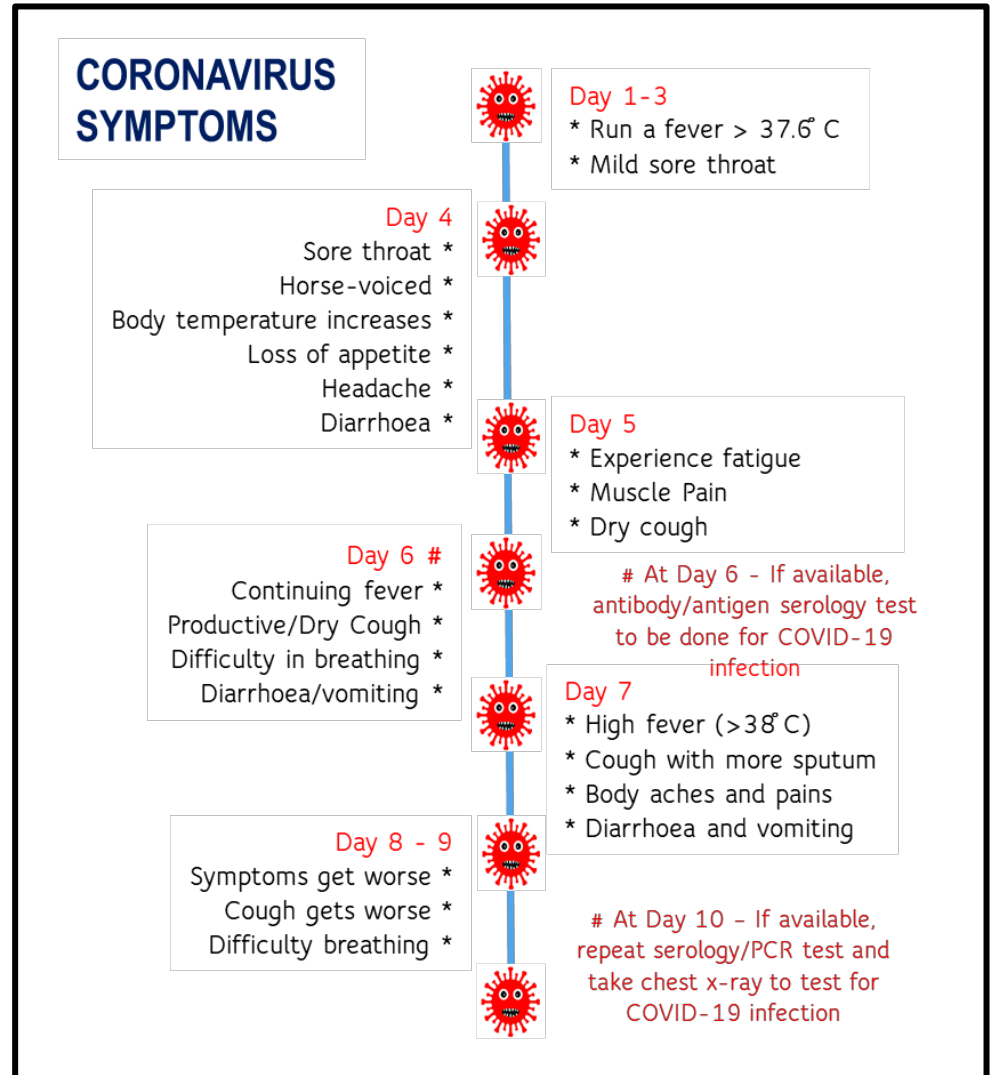 CORONAVIRUS
SYMPTOMS
Day 1-3
* Run a fever > 37.6° C
* Mild sore throat
Day 4
Sore throat *
Horse-voiced *
Body temperature increases *
Loss of appetite *
Headache *
Diarrhoea *
Day 5
* Experience fatigue
* Muscle Pain
* Dry cough
Day 6 #
Continuing fever *
Productive/Dry Cough *
Difficulty in breathing *
Diarrhoea/vomiting *
# At Day 6 - If available,
antibody/antigen serology test
to be done for COVID-19
infection
Day 7
* High fever (>38° C)
* Cough with more sputum
* Body aches and pains
* Diarrhoea and vomiting
Day 8 - 9
Symptoms get worse *
Cough gets worse *
Difficulty breathing *
# At Day 10 – If available,
repeat serology/PCR test and
take chest x-ray to test for
COVID-19 infection